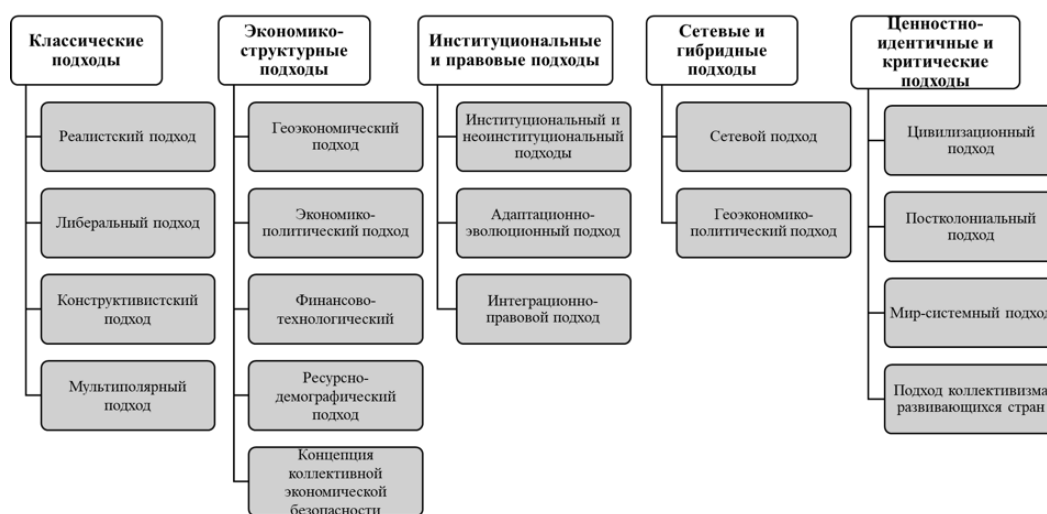 Классические
подходы
Реалистский подход
Либеральный подход
Конструктивистский
подход
Мультиполярный
подход
Экономико-
структурные
подходы
Геоэкономический
подход
Экономико-
политический подход
Финансово-
технологический
Ресурсно-
демографический
подход
Концепция
коллективной
экономической
безопасности
Институциональные
и правовые подходы
Институциональный и
неоинституциональный
подходы
Адаптационно-
эволюционный подход
Интеграционно-
правовой подход
Сетевые и
гибридные
подходы
Сетевой подход
Геоэкономико-
политический подход
Ценностно-
идентичные и
критические
подходы
Цивилизационный
подход
Постколониальный
подход
Мир-системный подход
Подход коллективизма
развивающихся стран